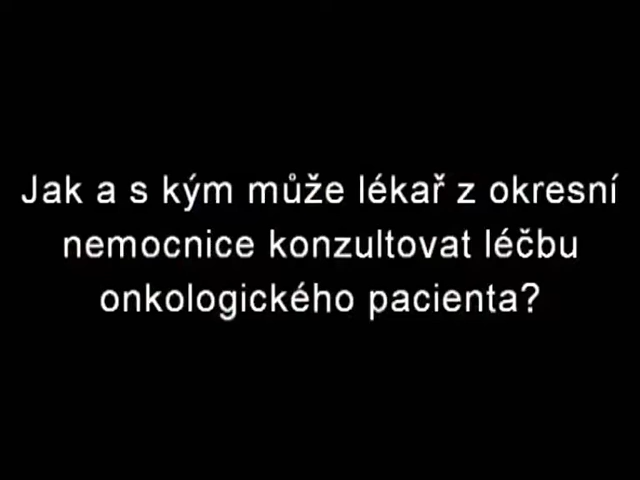 Jak a s kým může lékař z okresní
nemocnice konzultovat léčbu
onkologického pacienta?